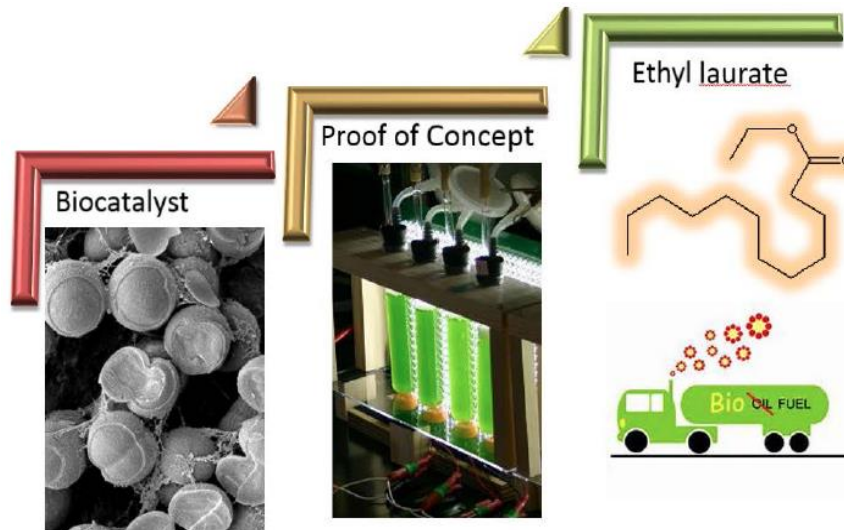 Ethyl laurate
Proof of Concept
Biocatalyst
O
O
Bio OIL FUEL